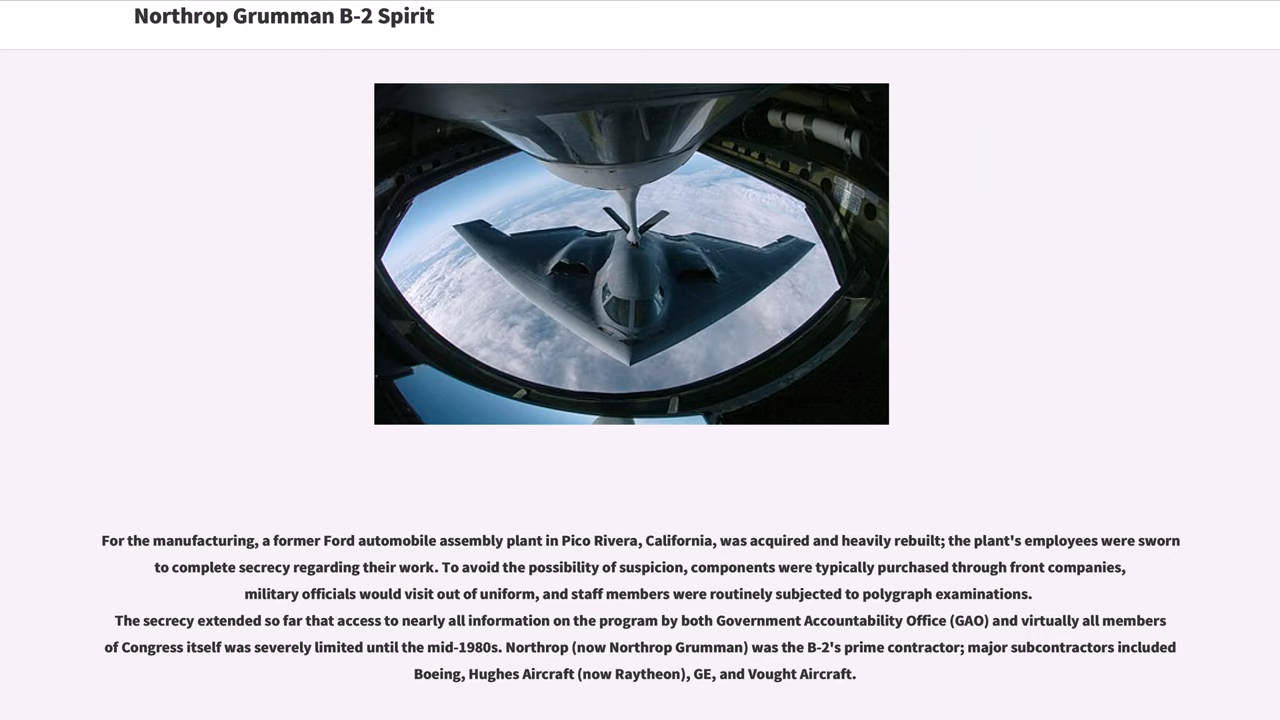 Northrop Grumman B-2 Spirit
For the manufacturing, a former Ford automobile assembly plant in Pico Rivera, California, was acquired and heavily rebuilt; the plant's employees were sworn
to complete secrecy regarding their work. To avoid the possibility of suspicion, components were typically purchased through front companies,
military officials would visit out of uniform, and staff members were routinely subjected to polygraph examinations.
The secrecy extended so far that access to nearly all information on the program by both Government Accountability Office (GAO) and virtually all members
of Congress itself was severely limited until the mid-1980s. Northrop (now Northrop Grumman) was the B-2's prime contractor; major subcontractors included
Boeing, Hughes Aircraft (now Raytheon), GE, and Vought Aircraft.